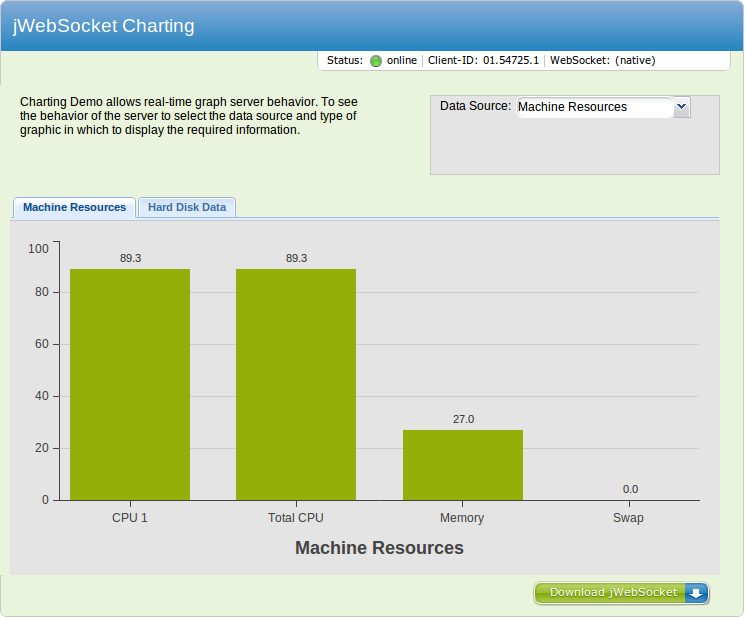 jWebSocket Charting
Status: online Client-ID: 01.54725.1 WebSocket: (native)
Charting Demo allows real-time graph server behavior. To see
the behavior of the server to select the data source and type of
graphic in which to display the required information.
Data Source: Machine Resources
Machine Resources Hard Disk Data
100
80
60
40
20
0
89.3
89.3
27.0
0.0
CPU 1 Total CPU Memory Swap
Machine Resources
Download jWebSocket